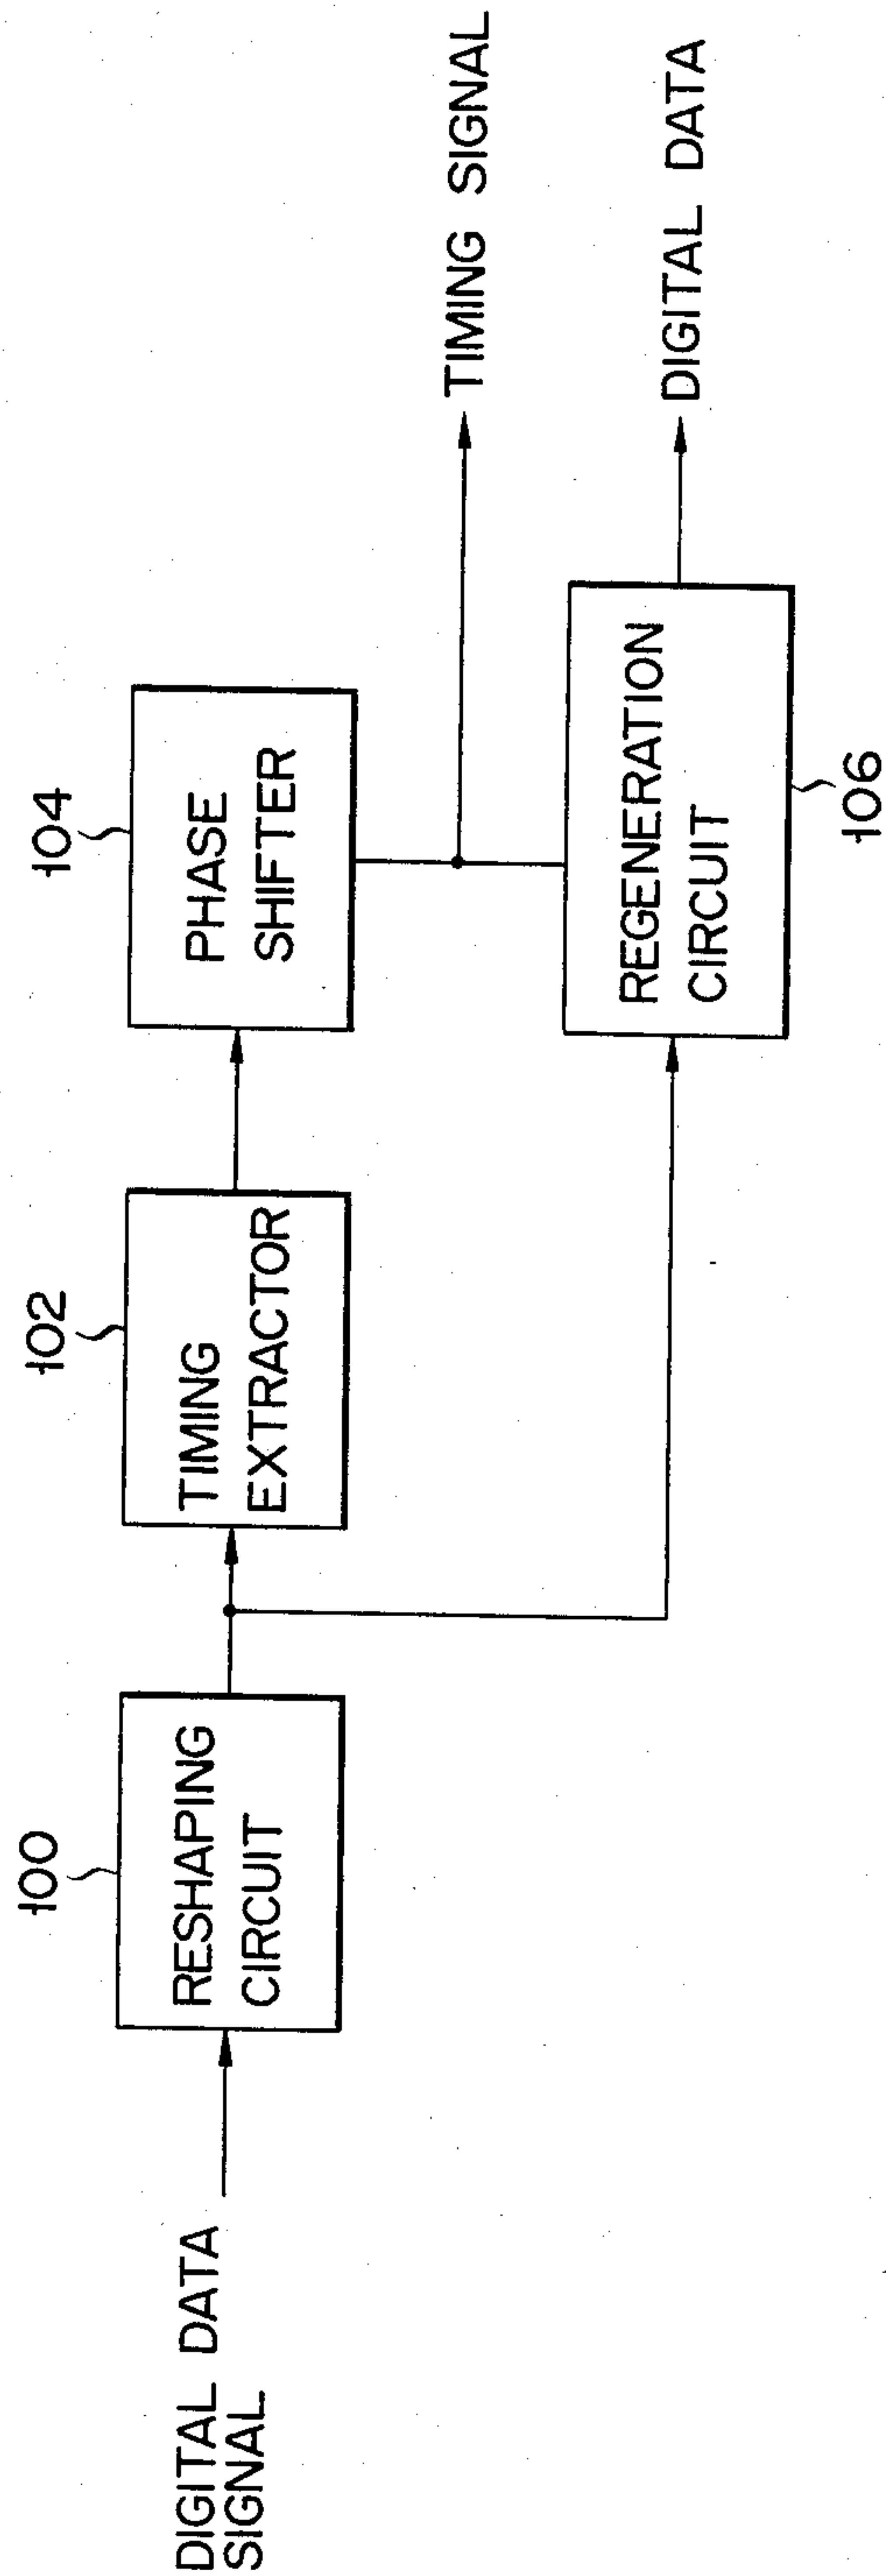 DIGITAL DATA
SIGNAL
100
RESHAPING
CIRCUIT
102
TIMING
EXTRACTOR
104
PHASE
SHIFTER
TIMING SIGNAL
REGENERATION
CIRCUIT
106
DIGITAL DATA